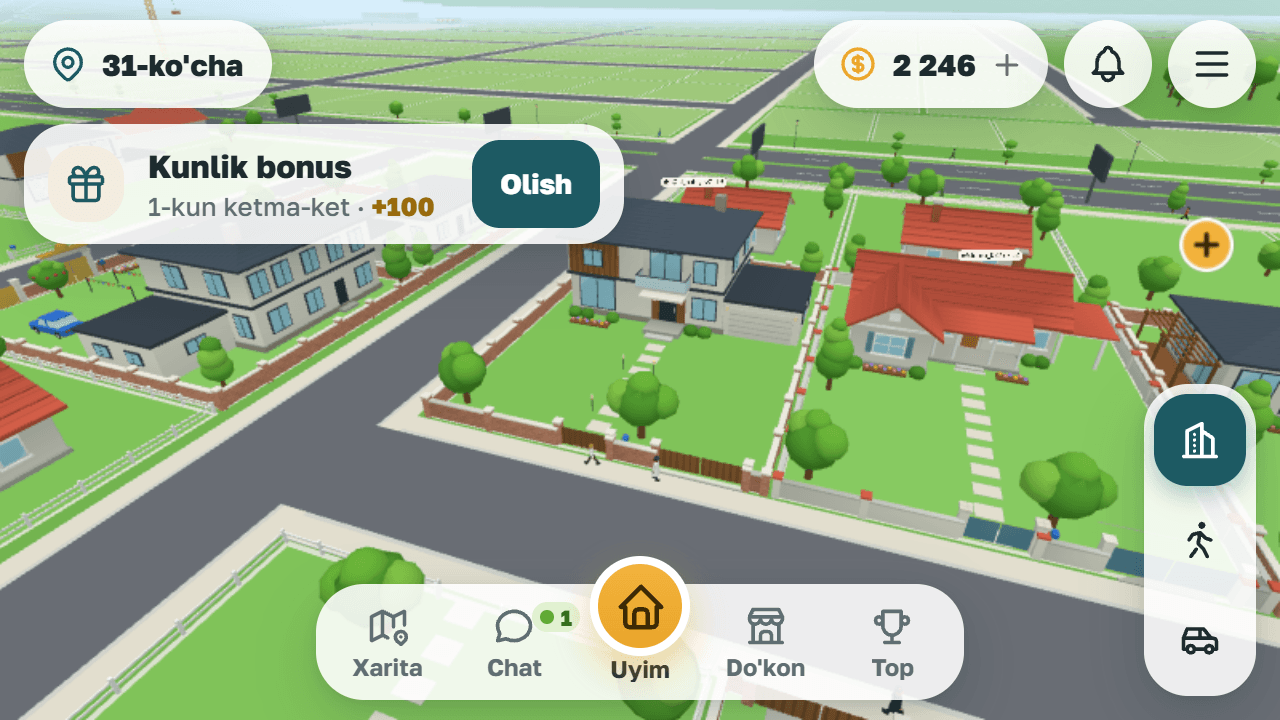 31-ko'cha
2 246
Kunlik bonus
1-kun ketma-ket · +100
Olish
Xarita
Chat
1
Uyim
Do'kon
Top